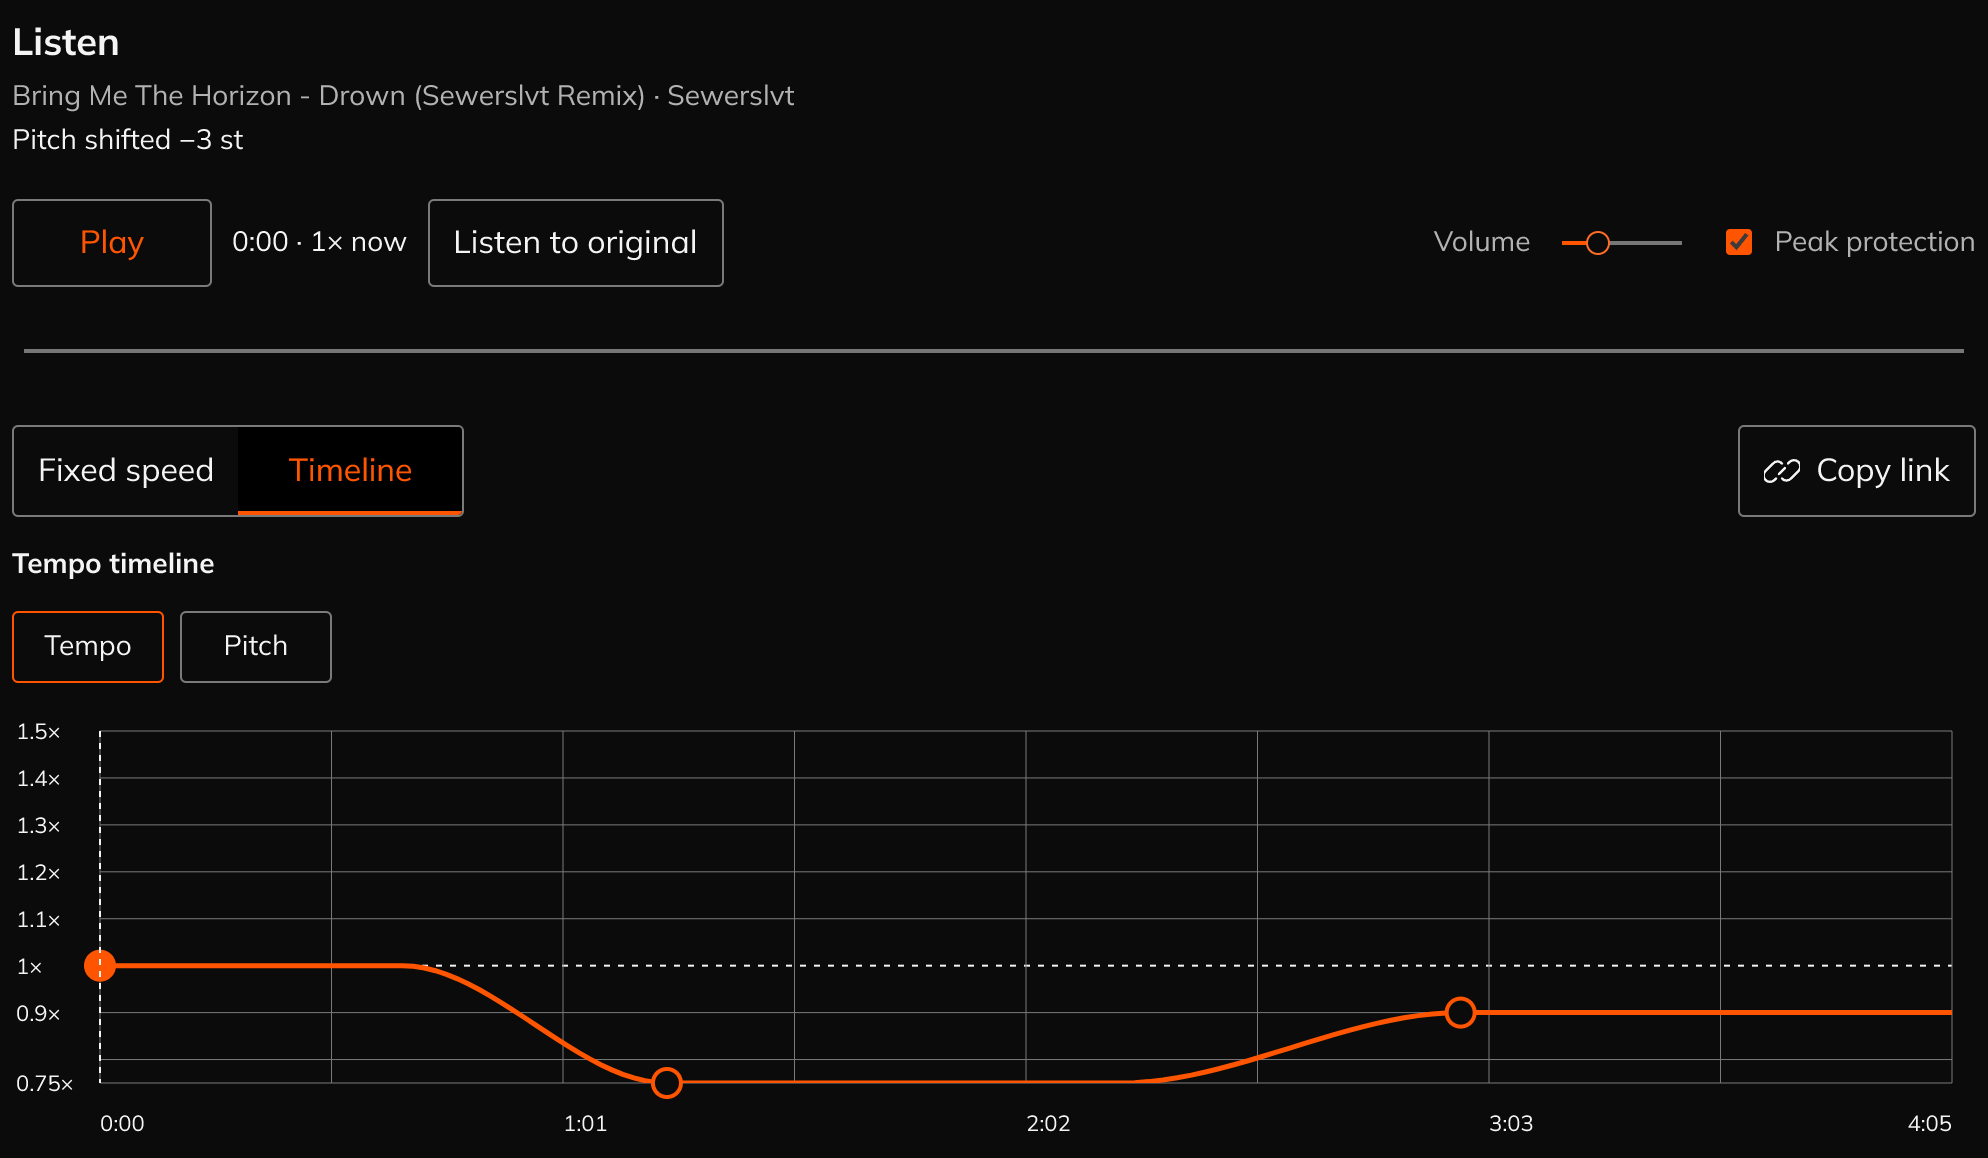 Listen
Bring Me The Horizon - Drown (Sewerslvt Remix) · Sewerslvt
Pitch shifted −3 st
Play
0:00 · 1× now
Listen to original
Volume
Peak protection
Fixed speed
Timeline
Copy link
Tempo timeline
Tempo
Pitch
1.5×
1.4×
1.3×
1.2×
1.1×
1×
0.9×
0.75×
0:00
1:01
2:02
3:03
4:05